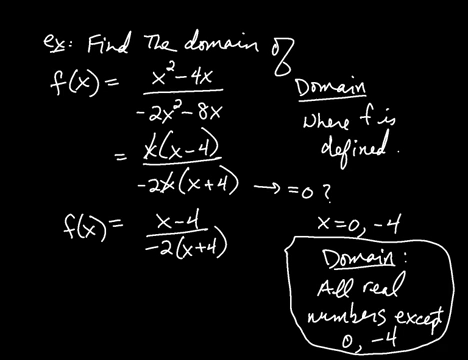 ex: Find the domain of
f(x) = x² - 4x / -2x² - 8x
= x(x-4) / -2x(x+4) → =0?
f(x) = x-4 / -2(x+4)
Domain
where f is
defined.
x=0, -4
Domain:
All real
numbers except
0, -4